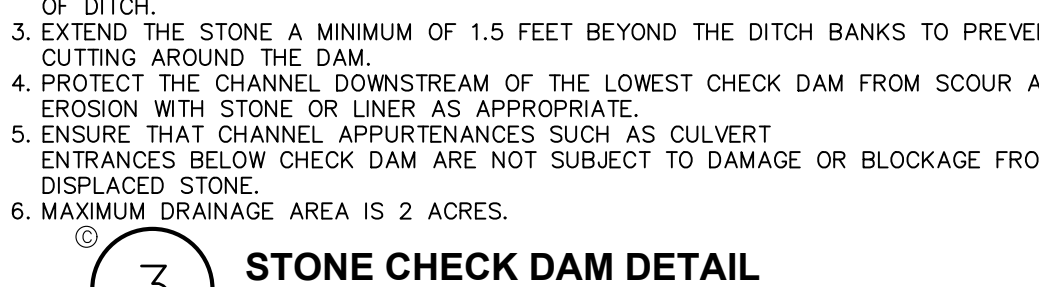 OF DITCH.
3. EXTEND THE STONE A MINIMUM OF 1.5 FEET BEYOND THE DITCH BANKS TO
CUTTING AROUND THE DAM.
4. PROTECT THE CHANNEL DOWNSTREAM OF THE LOWEST CHECK DAM FROM SCOUR
EROSION WITH STONE OR LINER AS APPROPRIATE.
5. ENSURE THAT CHANNEL APPURTENANCES SUCH AS CULVERT
ENTRANCES BELOW CHECK DAM ARE NOT SUBJECT TO DAMAGE OR BLOCKAGE
DISPLACED STONE.
6. MAXIMUM DRAINAGE AREA IS 2 ACRES.
©
3 STONE CHECK DAM DETAIL